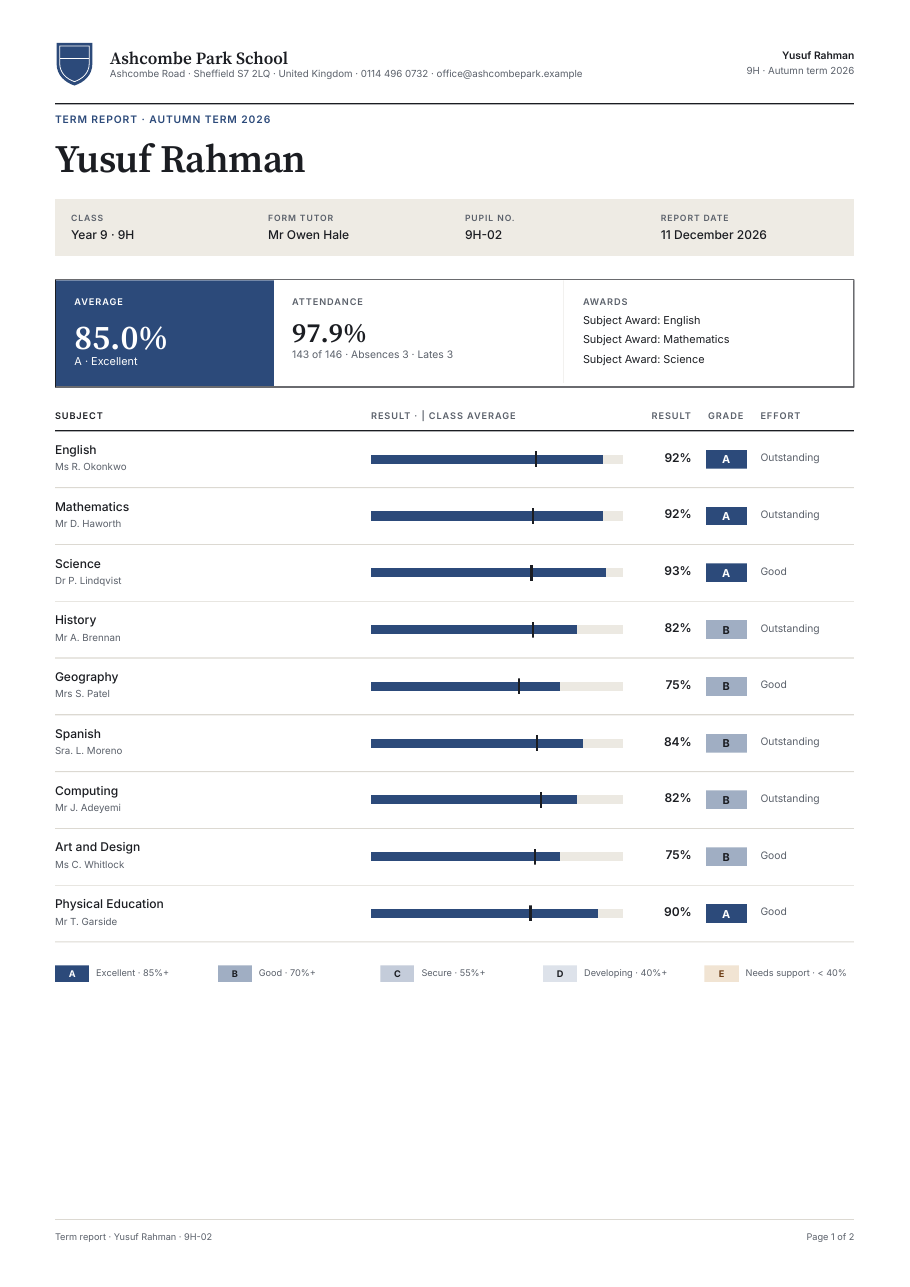 Ashcombe Park School
Ashcombe Road · Sheffield S7 2LQ · United Kingdom · 0114 496 0732 · office@ashcombepark.example
Yusuf Rahman
9H · Autumn term 2026
TERM REPORT · AUTUMN TERM 2026
Yusuf Rahman
CLASS FORM TUTOR PUPIL NO. REPORT DATE
Year 9 · 9H Mr Owen Hale 9H-02 11 December 2026
AVERAGE
85.0%
A · Excellent
ATTENDANCE
97.9%
143 of 146 · Absences 3 · Lates 3
AWARDS
Subject Award: English
Subject Award: Mathematics
Subject Award: Science
SUBJECT RESULT · | CLASS AVERAGE RESULT GRADE EFFORT
English 92% A Outstanding
Ms R. Okonkwo
Mathematics 92% A Outstanding
Mr D. Haworth
Science 93% A Good
Dr P. Lindqvist
History 82% B Outstanding
Mr A. Brennan
Geography 75% B Good
Mrs S. Patel
Spanish 84% B Outstanding
Sra. L. Moreno
Computing 82% B Outstanding
Mr J. Adeyemi
Art and Design 75% B Good
Ms C. Whitlock
Physical Education 90% A Good
Mr T. Garside
A Excellent · 85%+ B Good · 70%+ C Secure · 55%+ D Developing · 40%+ E Needs support · < 40%
Term report · Yusuf Rahman · 9H-02 Page 1 of 2